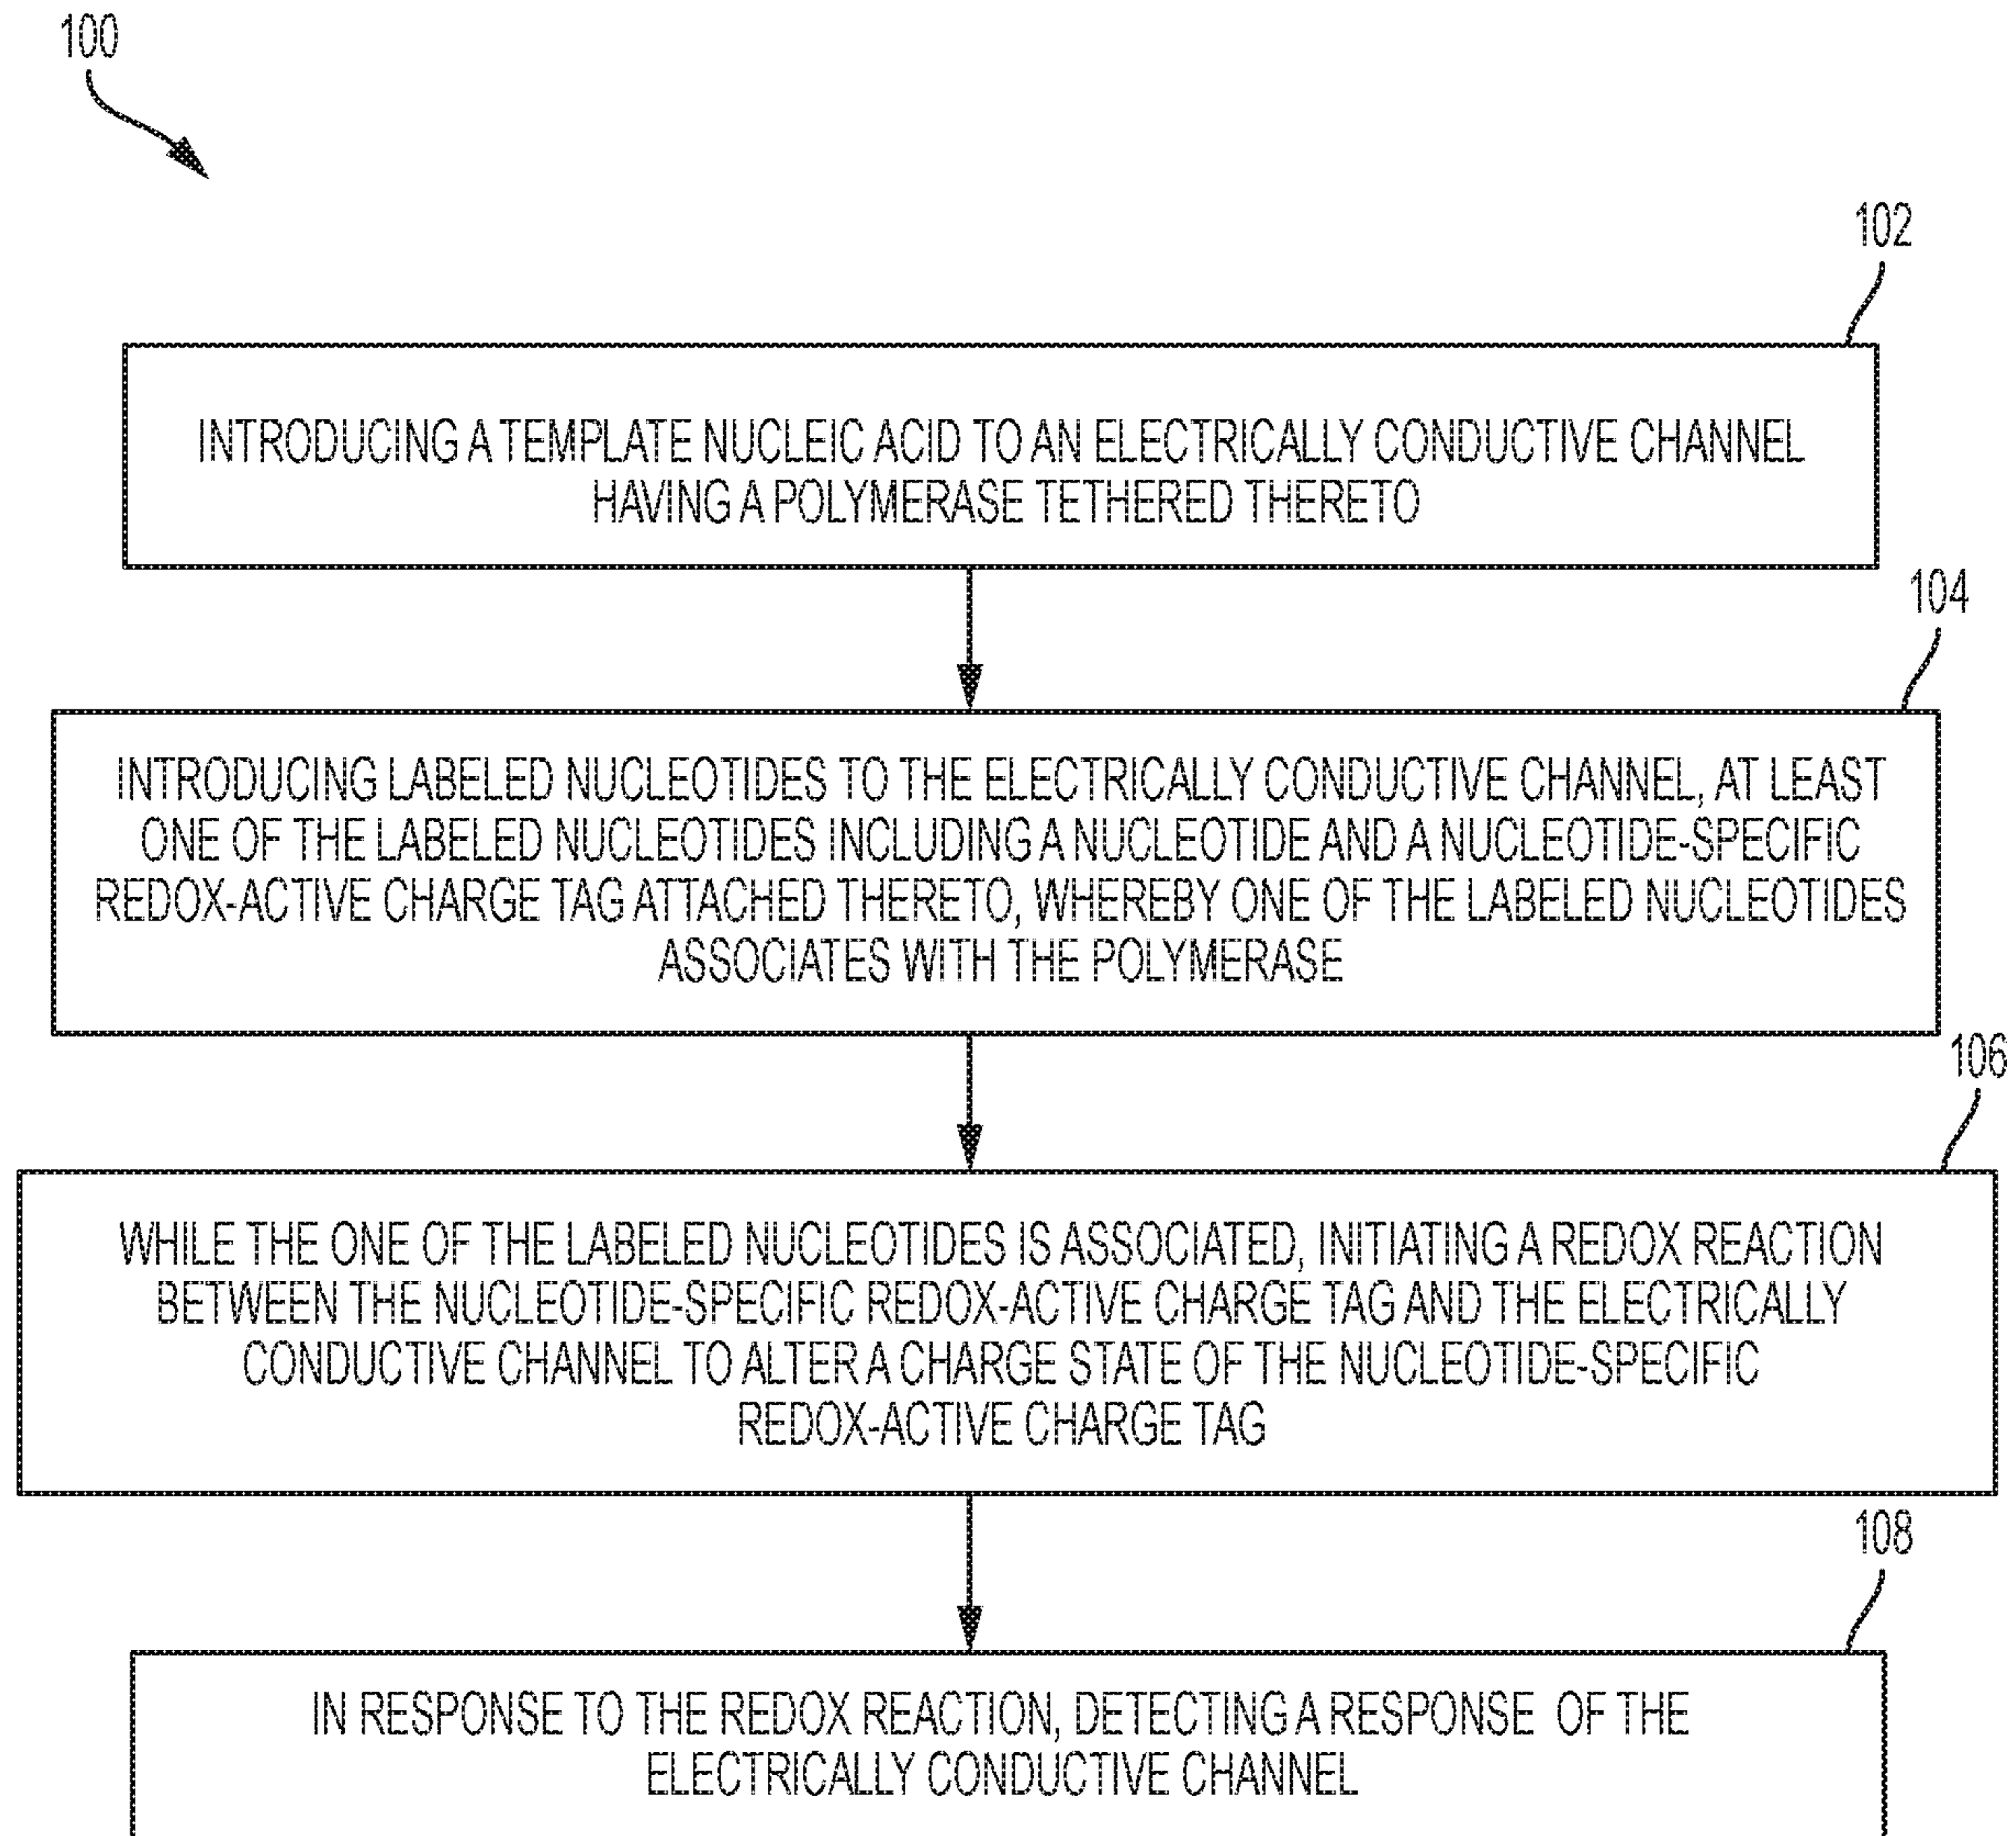 100
102
INTRODUCING A TEMPLATE NUCLEIC ACID TO AN ELECTRICALLY CONDUCTIVE CHANNEL
HAVING A POLYMERASE TETHERED THERETO
104
INTRODUCING LABELED NUCLEOTIDES TO THE ELECTRICALLY CONDUCTIVE CHANNEL, AT LEAST
ONE OF THE LABELED NUCLEOTIDES INCLUDING A NUCLEOTIDE AND A NUCLEOTIDE-SPECIFIC
REDOX-ACTIVE CHARGE TAG ATTACHED THERETO, WHEREBY ONE OF THE LABELED NUCLEOTIDES
ASSOCIATES WITH THE POLYMERASE
106
WHILE THE ONE OF THE LABELED NUCLEOTIDES IS ASSOCIATED, INITIATING A REDOX REACTION
BETWEEN THE NUCLEOTIDE-SPECIFIC REDOX-ACTIVE CHARGE TAG AND THE ELECTRICALLY
CONDUCTIVE CHANNEL TO ALTER A CHARGE STATE OF THE NUCLEOTIDE-SPECIFIC
REDOX-ACTIVE CHARGE TAG
108
IN RESPONSE TO THE REDOX REACTION, DETECTING A RESPONSE OF THE
ELECTRICALLY CONDUCTIVE CHANNEL